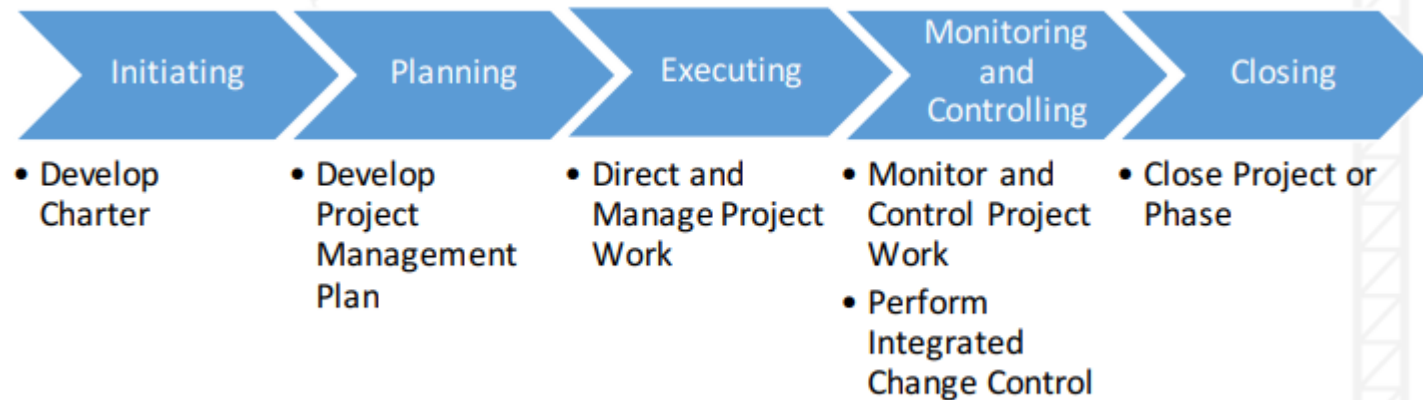 Initiating
Planning
Executing
Monitoring
and
Controlling
Closing
• Develop
Charter
• Develop
Project
Management
Plan
• Direct and
Manage Project
Work
• Monitor and
Control Project
Work
• Perform
Integrated
Change Control
• Close Project or
Phase